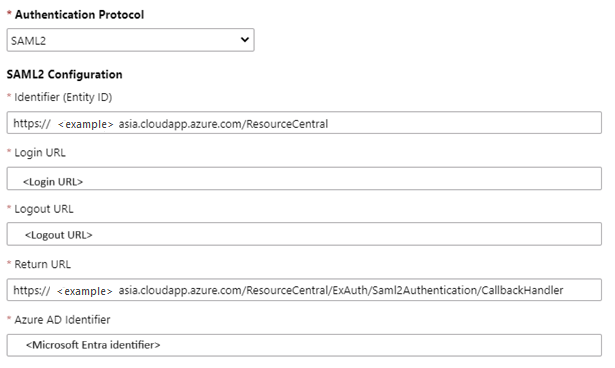 * Authentication Protocol
SAML2
SAML2 Configuration
* Identifier (Entity ID)
https:// <example> asia.cloudapp.azure.com/ResourceCentral
* Login URL
<Login URL>
* Logout URL
<Logout URL>
* Return URL
https:// <example> asia.cloudapp.azure.com/ResourceCentral/ExAuth/Saml2Authentication/CallbackHandler
* Azure AD Identifier
<Microsoft Entra identifier>